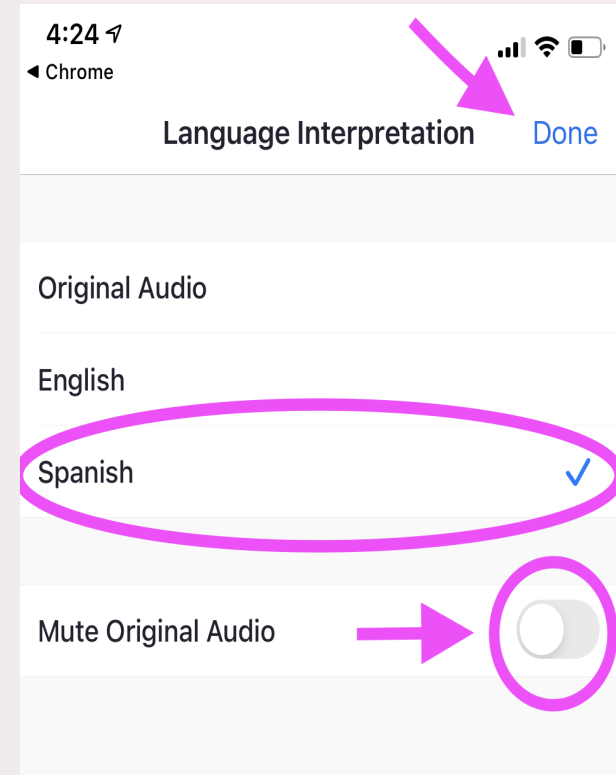 4:24
◀ Chrome
Language Interpretation Done
Original Audio
English
Spanish
Mute Original Audio